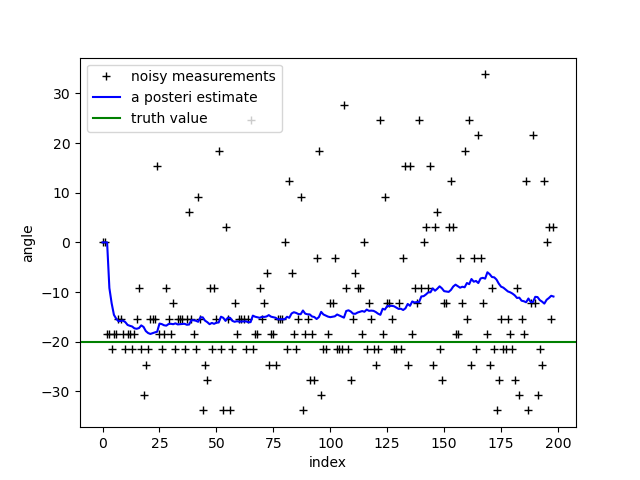 noisy measurements
a posteri estimate
truth value
30
20
10
0
−10
−20
−30
angle
0 25 50 75 100 125 150 175 200
index